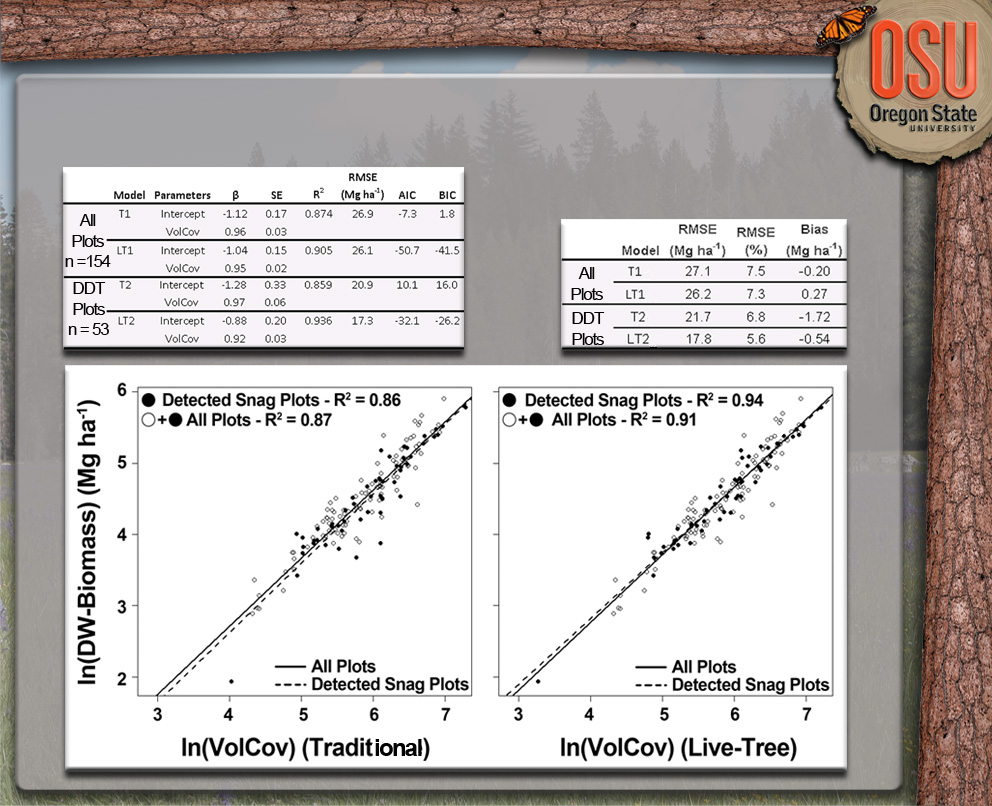 OSU
Oregon State
UNIVERSITY
RMSE
Model Parameters β SE R² (Mg ha⁻¹) AIC BIC
All Plots n =154
T1 Intercept -1.12 0.17 0.874 26.9 -7.3 1.8
VolCov 0.96 0.03
LT1 Intercept -1.04 0.15 0.905 26.1 -50.7 -41.5
VolCov 0.95 0.02
DDT Plots n = 53
T2 Intercept -1.28 0.33 0.859 20.9 10.1 16.0
VolCov 0.97 0.06
LT2 Intercept -0.88 0.20 0.936 17.3 -32.1 -26.2
VolCov 0.92 0.03
RMSE RMSE Bias
Model (Mg ha⁻¹) (%) (Mg ha⁻¹)
All Plots
T1 27.1 7.5 -0.20
LT1 26.2 7.3 0.27
DDT Plots
T2 21.7 6.8 -1.72
LT2 17.8 5.6 -0.54
ln(DW-Biomass) (Mg ha⁻¹)
6
5
4
3
2
Detected Snag Plots - R² = 0.86
+ All Plots - R² = 0.87
All Plots
Detected Snag Plots
3 4 5 6 7
ln(VolCov) (Traditional)
Detected Snag Plots - R² = 0.94
+ All Plots - R² = 0.91
All Plots
Detected Snag Plots
3 4 5 6 7
ln(VolCov) (Live-Tree)